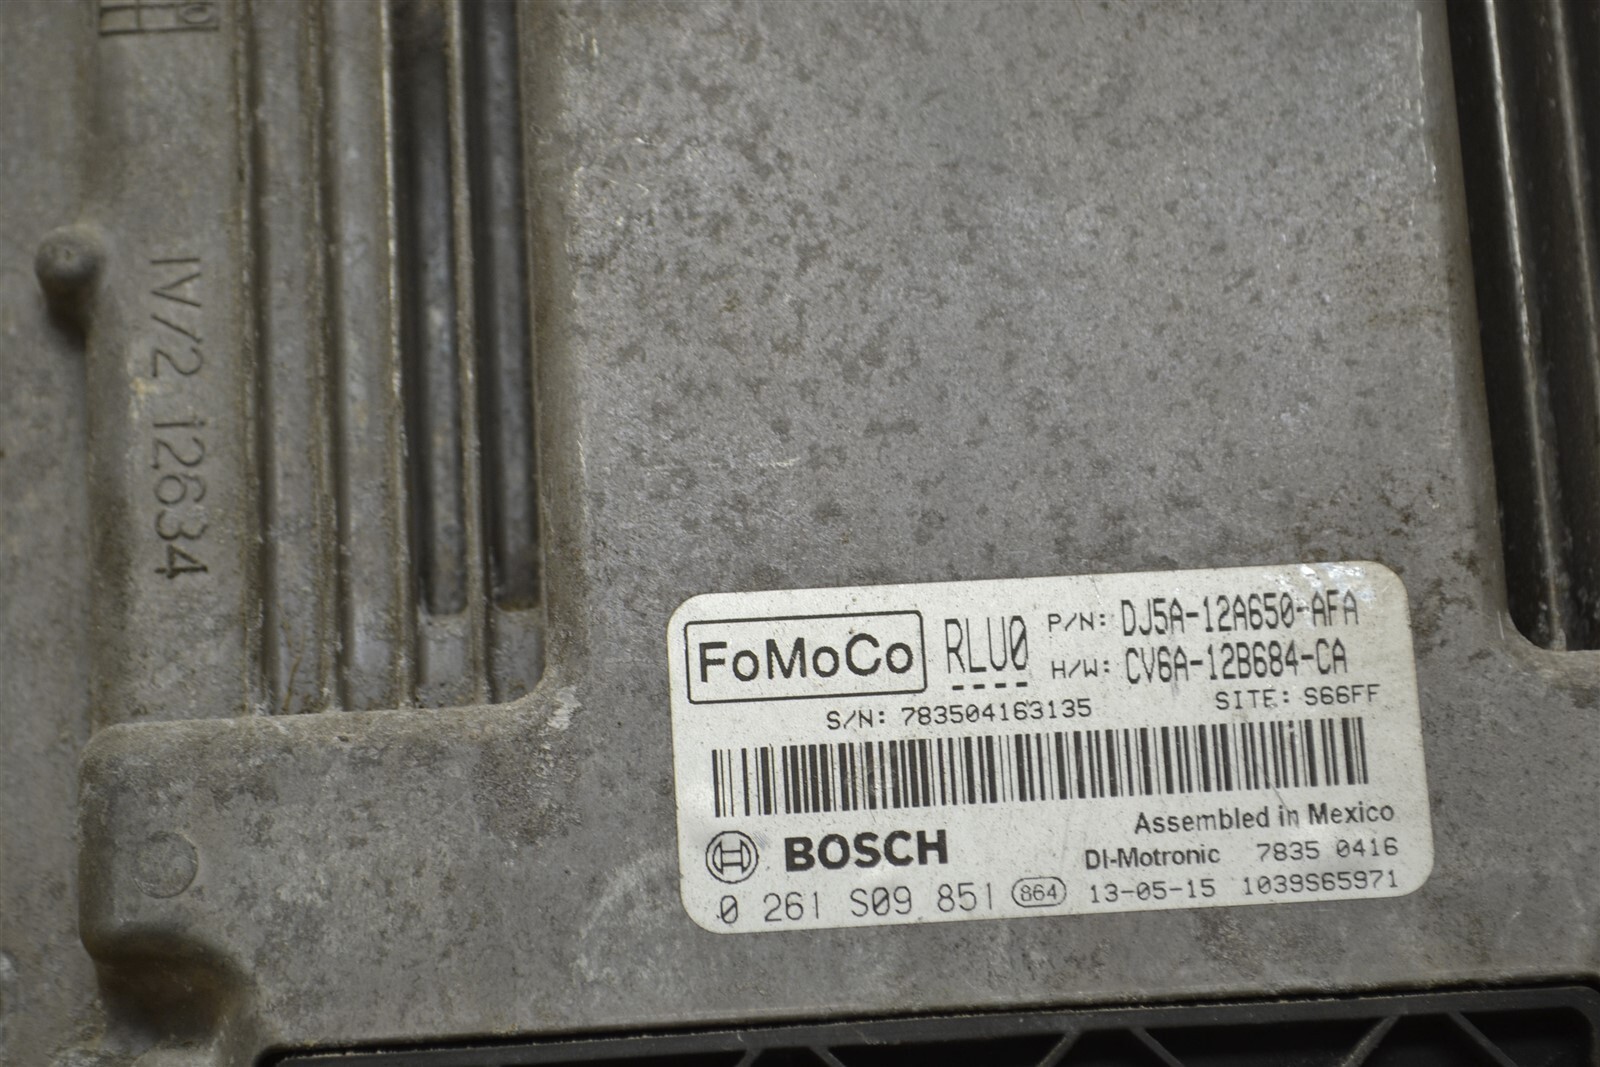 IV/2 12634
FoMoCo RLU0 P/N: DJ5A-12A650-AFA
H/W: CV6A-12B684-CA
S/N: 783504163135 SITE: S66FF
Assembled in Mexico
BOSCH DI-Motronic 7835 0416
0 261 S09 851 864 13-05-15 1039S65971